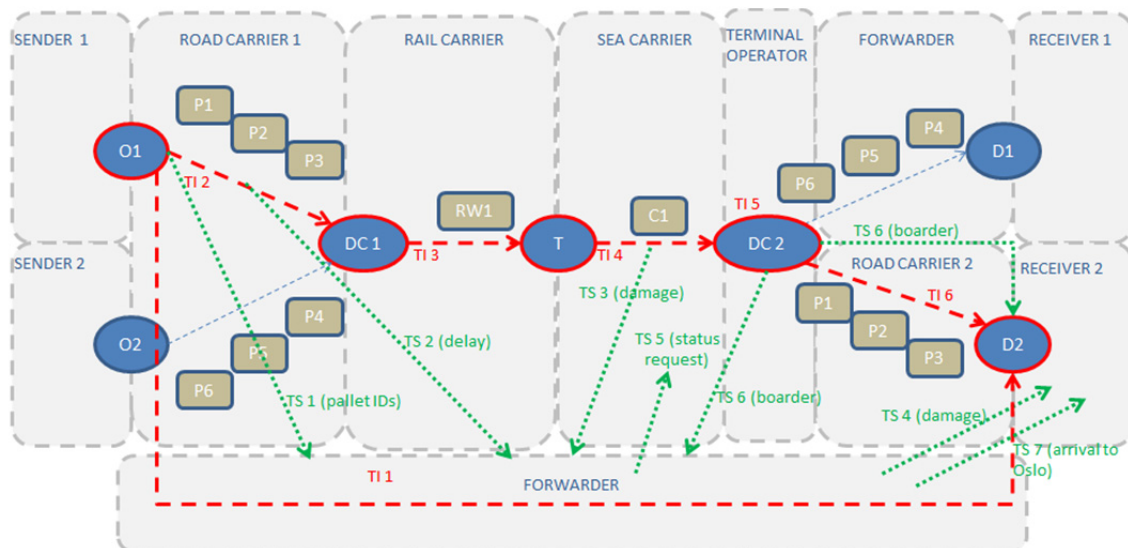 SENDER 1
ROAD CARRIER 1
RAIL CARRIER
SEA CARRIER
TERMINAL
OPERATOR
FORWARDER
RECEIVER 1
P1
P2
P3
P4
P5
P6
O1
TI 2
D1
RW1
C1
TI 5
DC 1
TI 3
T
TI 4
DC 2
TS 6 (boarder)
SENDER 2
ROAD CARRIER 2
RECEIVER 2
TS 3 (damage)
TI 6
P4
P1
O2
TS 2 (delay)
TS 5 (status
request)
P5
P2
D2
P3
P6
TS 1 (pallet IDs)
TS 6 (boarder)
TS 4 (damage)
TS 7 (arrival to
Oslo)
TI 1
FORWARDER